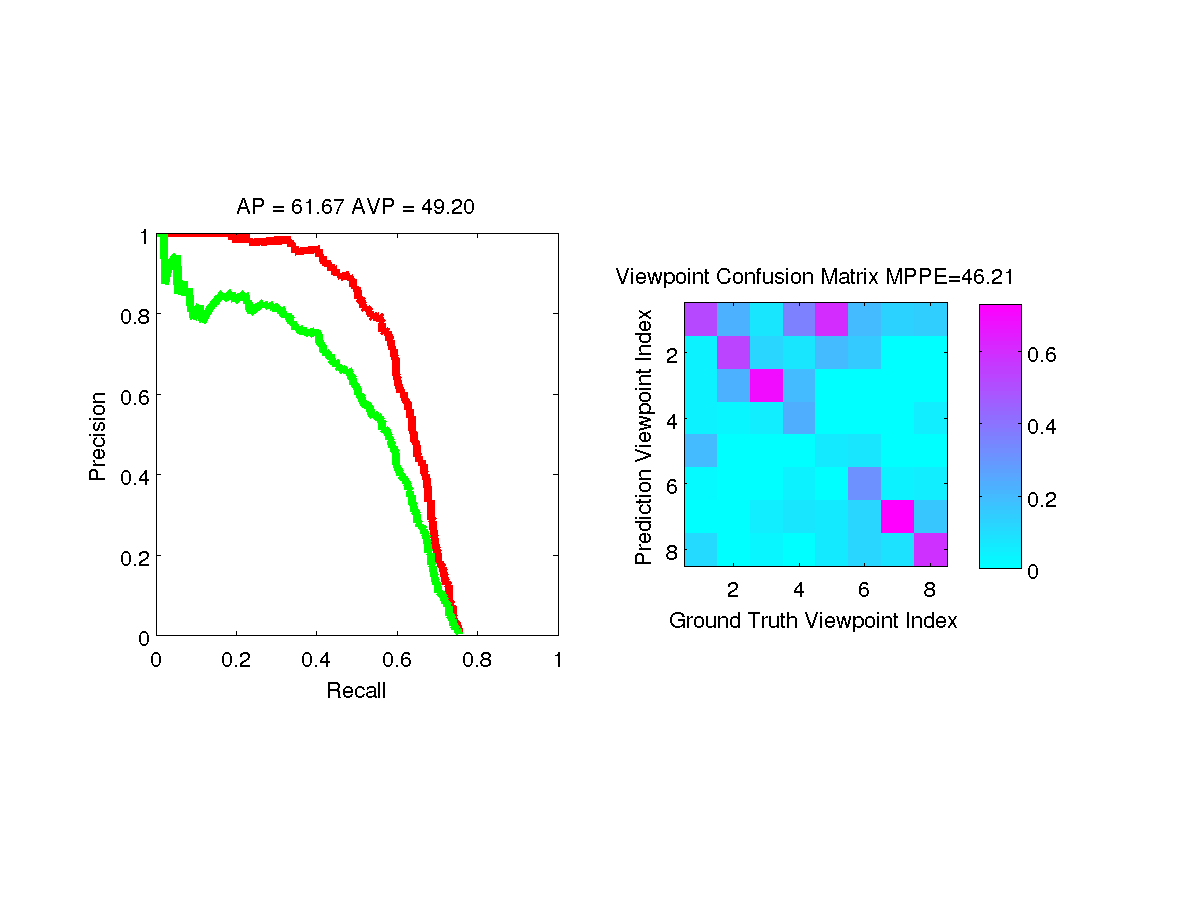 AP = 61.67 AVP = 49.20
1
0.8
0.6
0.4
0.2
0
Precision
0 0.2 0.4 0.6 0.8 1
Recall
Viewpoint Confusion Matrix MPPE=46.21
Prediction Viewpoint Index
2
4
6
8
2 4 6 8
Ground Truth Viewpoint Index
0.6
0.4
0.2
0